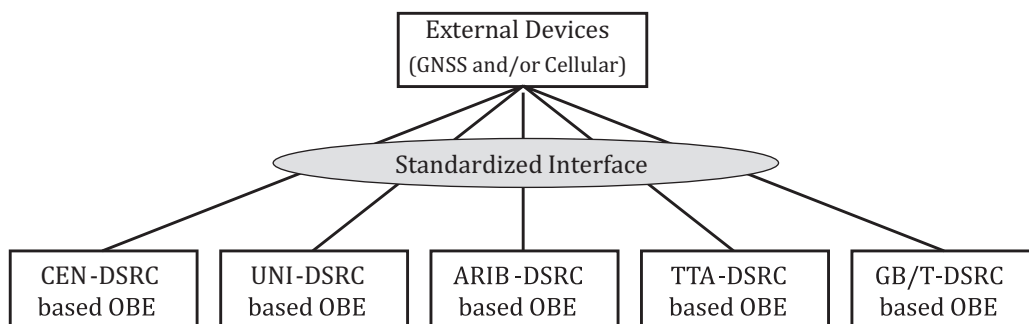 External Devices
(GNSS and/or Cellular)
Standardized Interface
CEN-DSRC
based OBE
UNI-DSRC
based OBE
ARIB-DSRC
based OBE
TTA-DSRC
based OBE
GB/T-DSRC
based OBE